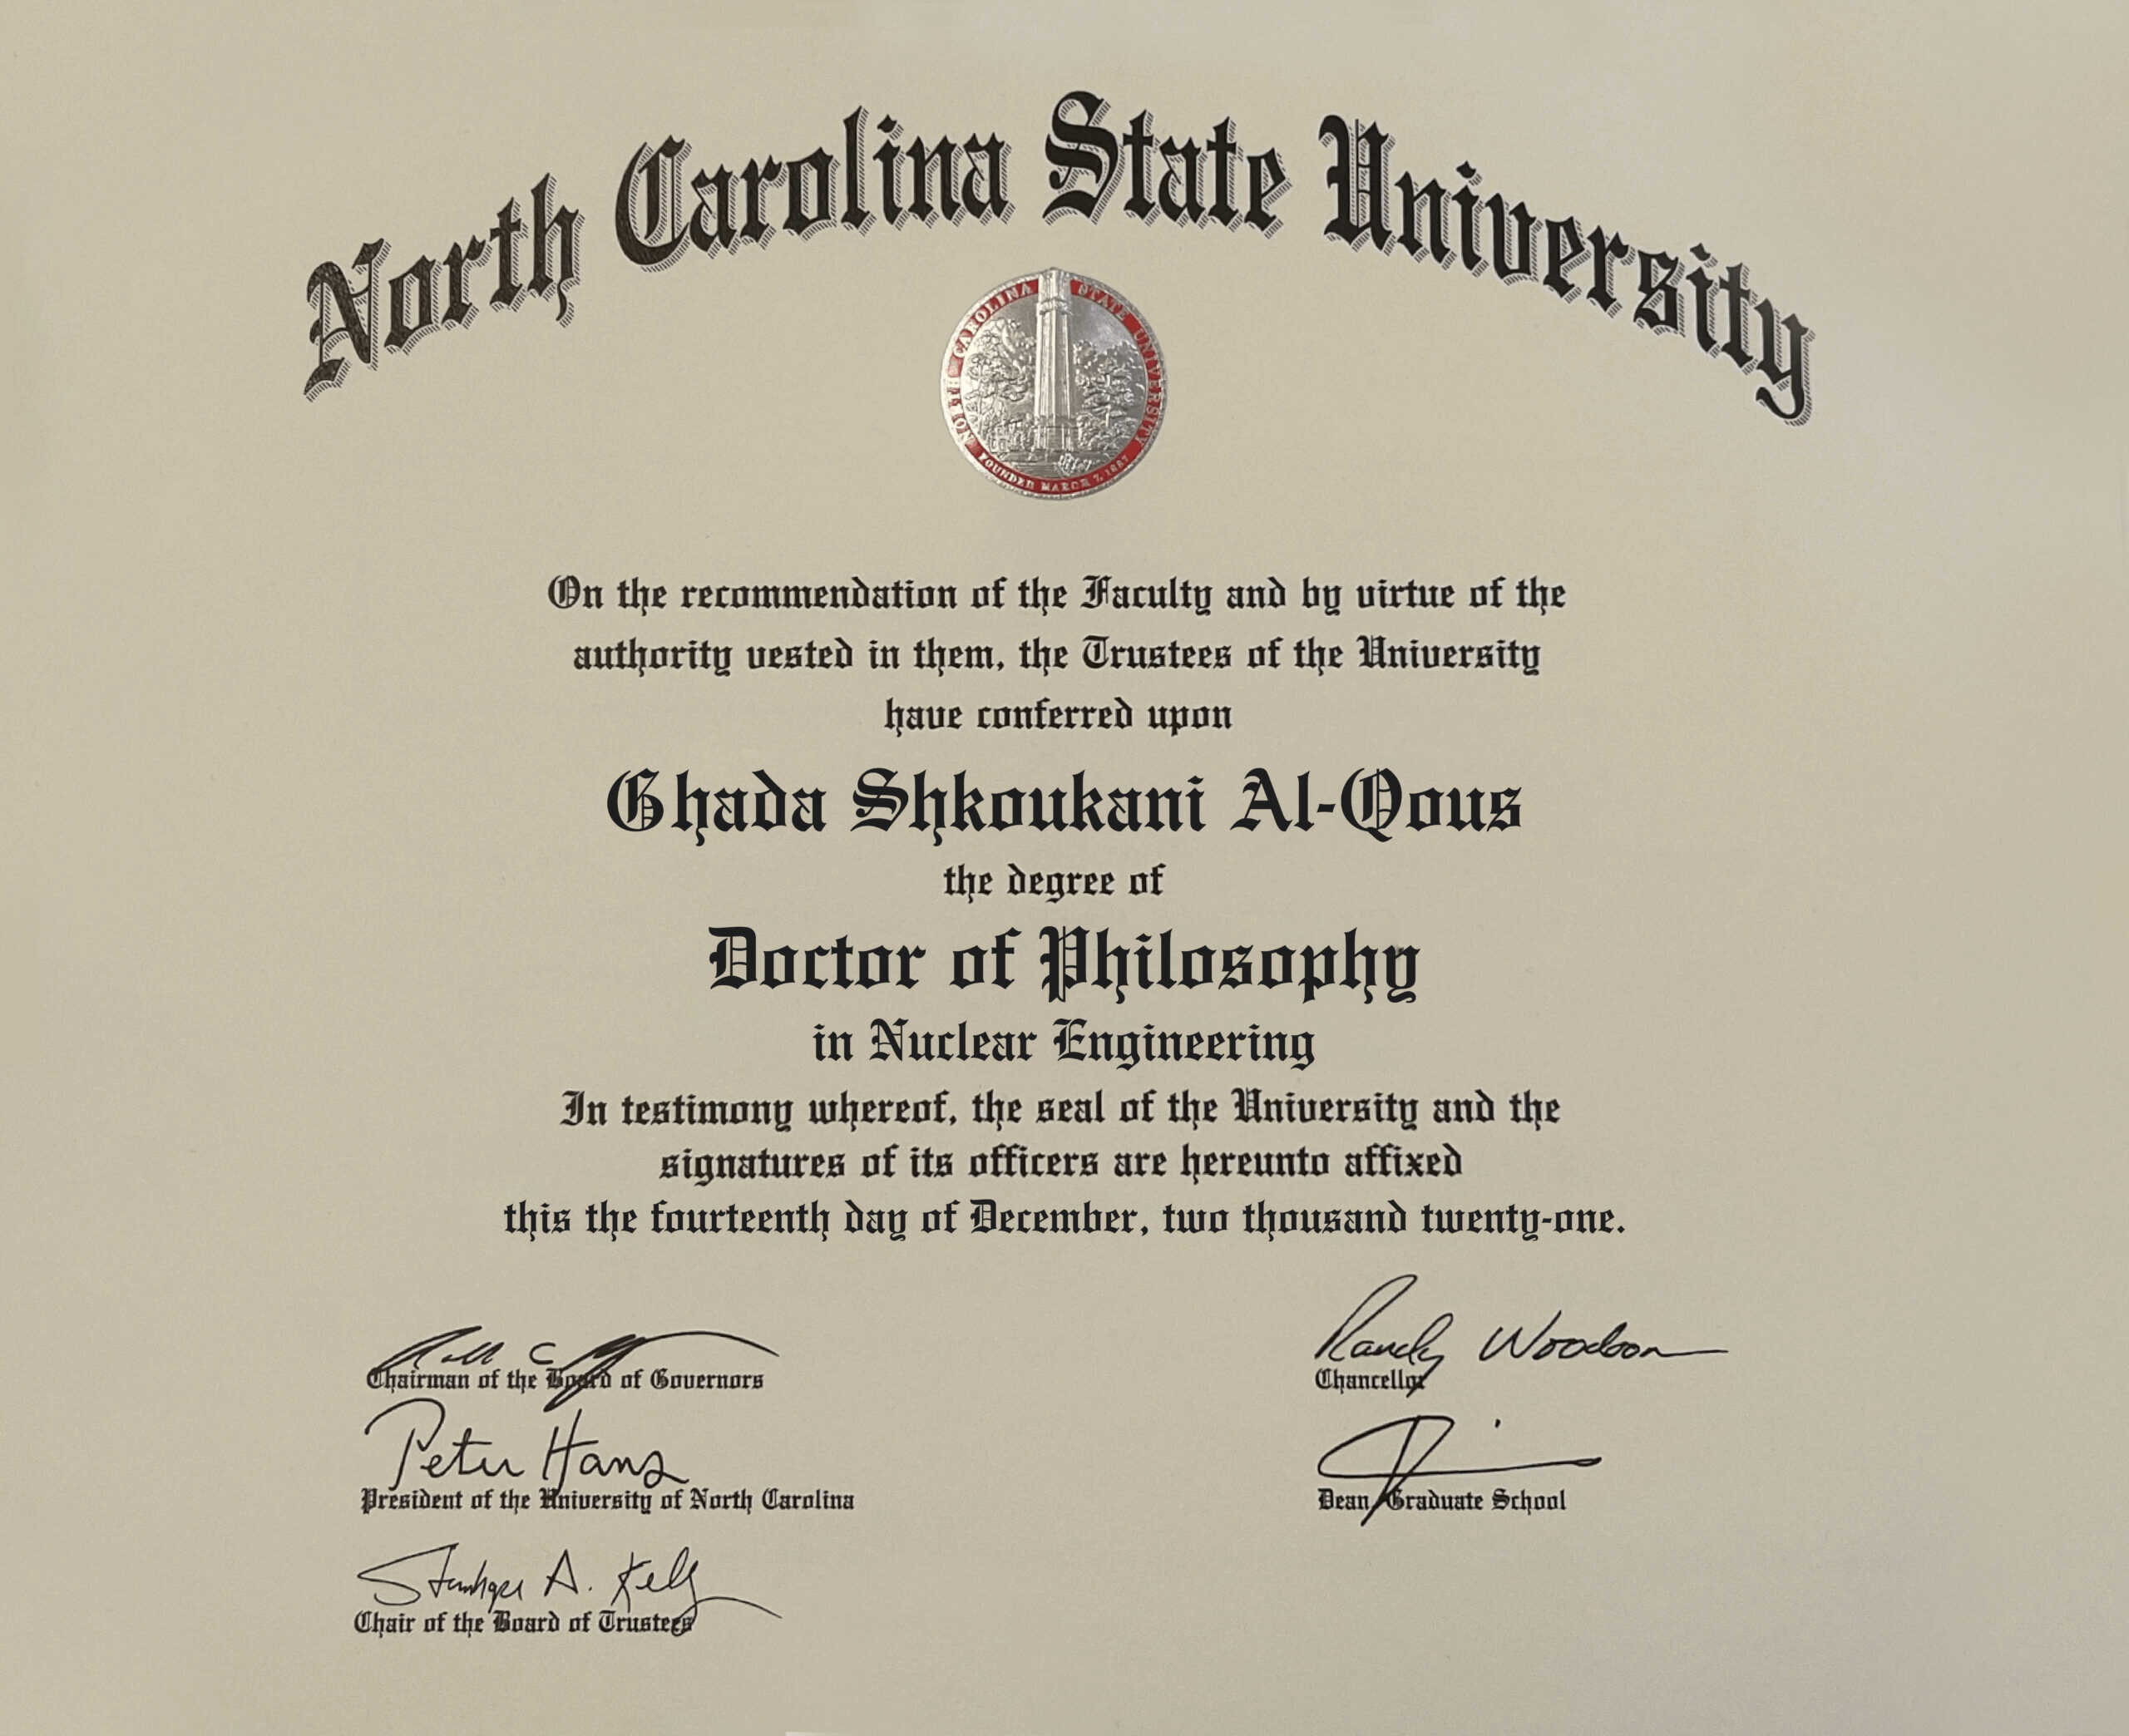 North Carolina State University
NORTH CAROLINA STATE UNIVERSITY
FOUNDED MARCH 7, 1887
On the recommendation of the Faculty and by virtue of the
authority vested in them, the Trustees of the University
have conferred upon
Ghada Shkoukani Al-Qous
the degree of
Doctor of Philosophy
in Nuclear Engineering
In testimony whereof, the seal of the University and the
signatures of its officers are hereunto affixed
this the fourteenth day of December, two thousand twenty-one.
Chairman of the Board of Governors
Peter Hans
President of the University of North Carolina
A. Kelly
Chair of the Board of Trustees
Randy Woodson
Chancellor
Dean Graduate School